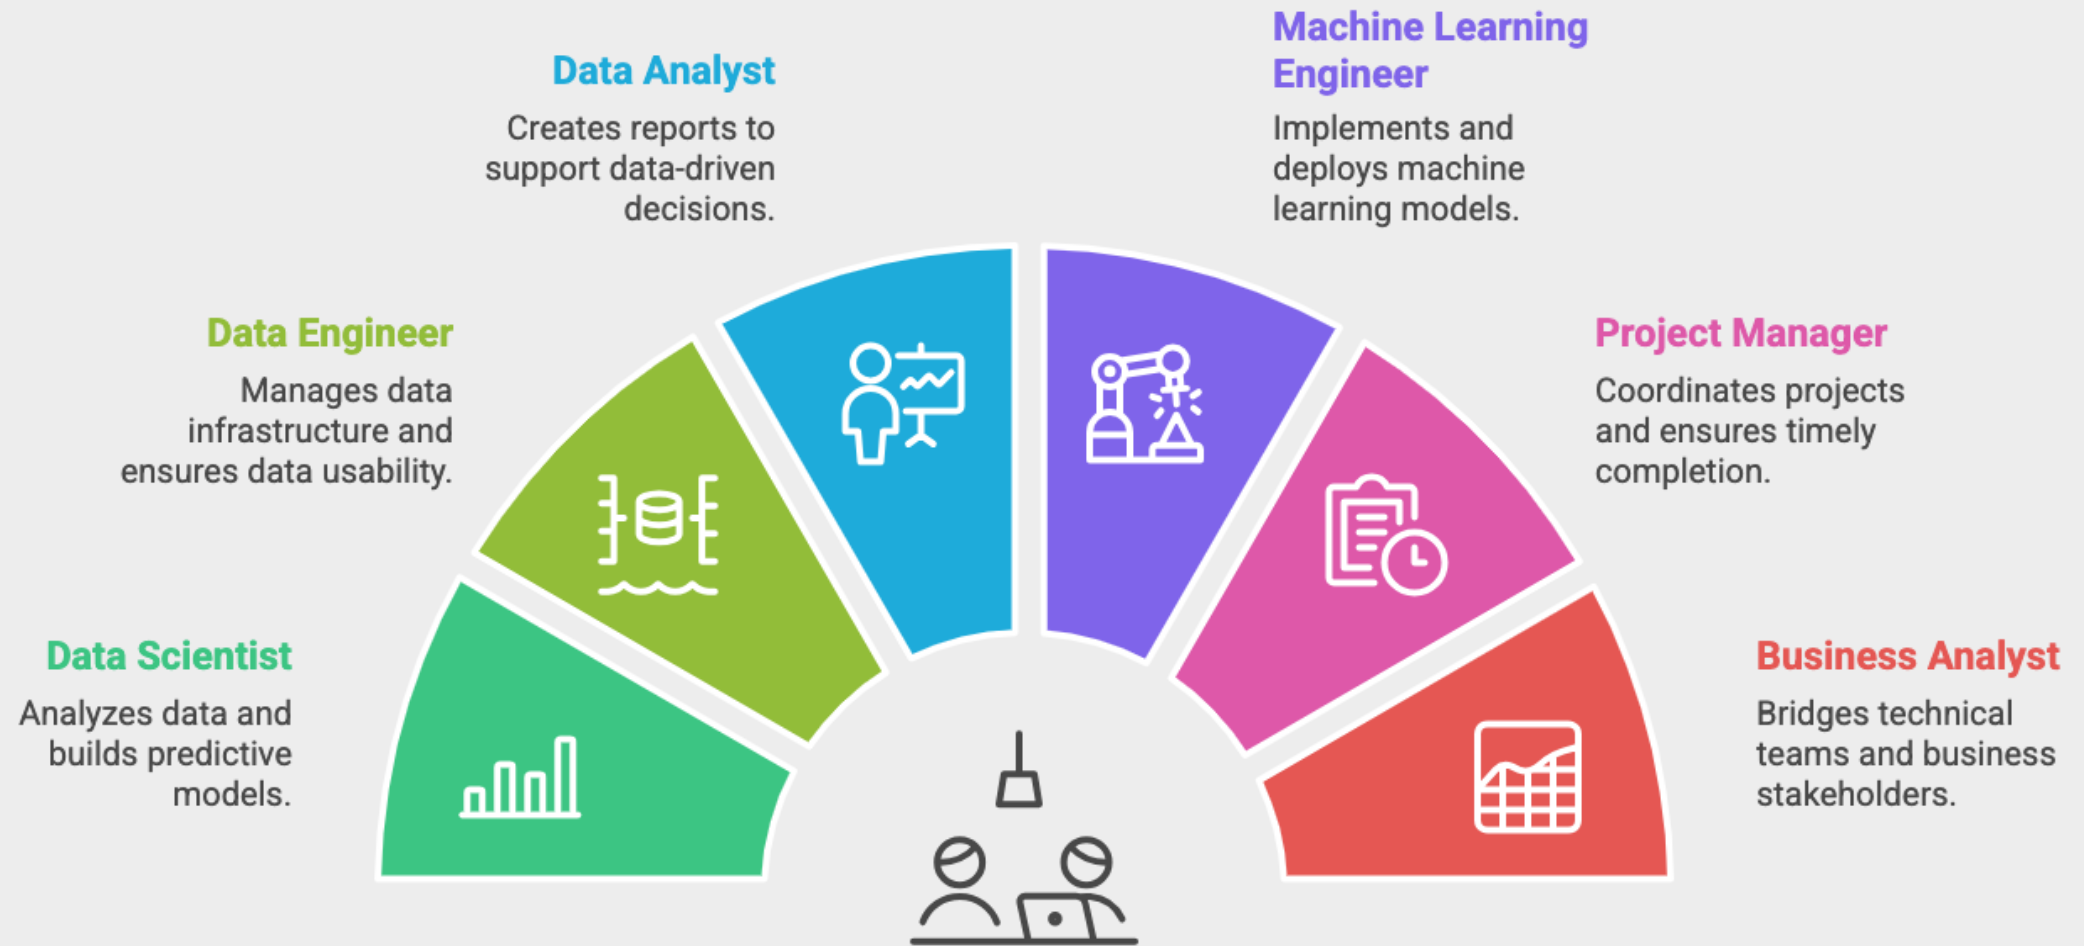 Data Scientist
Analyzes data and
builds predictive
models.
Data Engineer
Manages data
infrastructure and
ensures data usability.
Data Analyst
Creates reports to
support data-driven
decisions.
Machine Learning
Engineer
Implements and
deploys machine
learning models.
Project Manager
Coordinates projects
and ensures timely
completion.
Business Analyst
Bridges technical
teams and business
stakeholders.